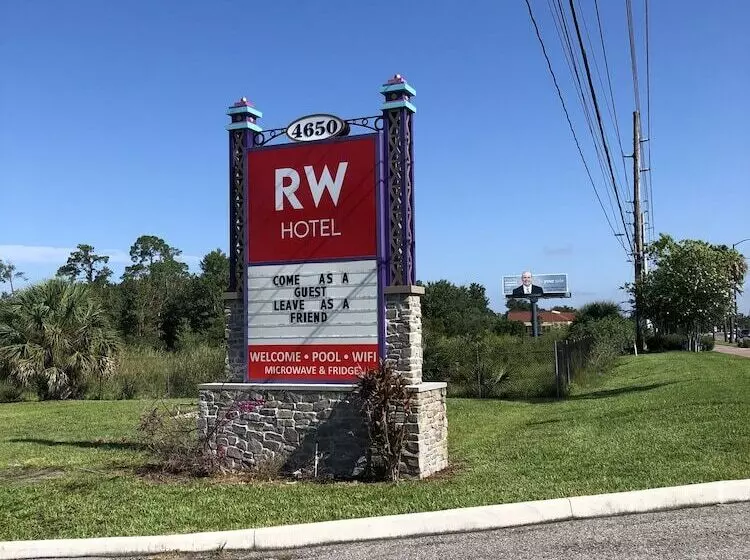 4650
RW
HOTEL
COME AS A
GUEST
LEAVE AS A
FRIEND
WELCOME • POOL • WIFI
MICROWAVE & FRIDGE